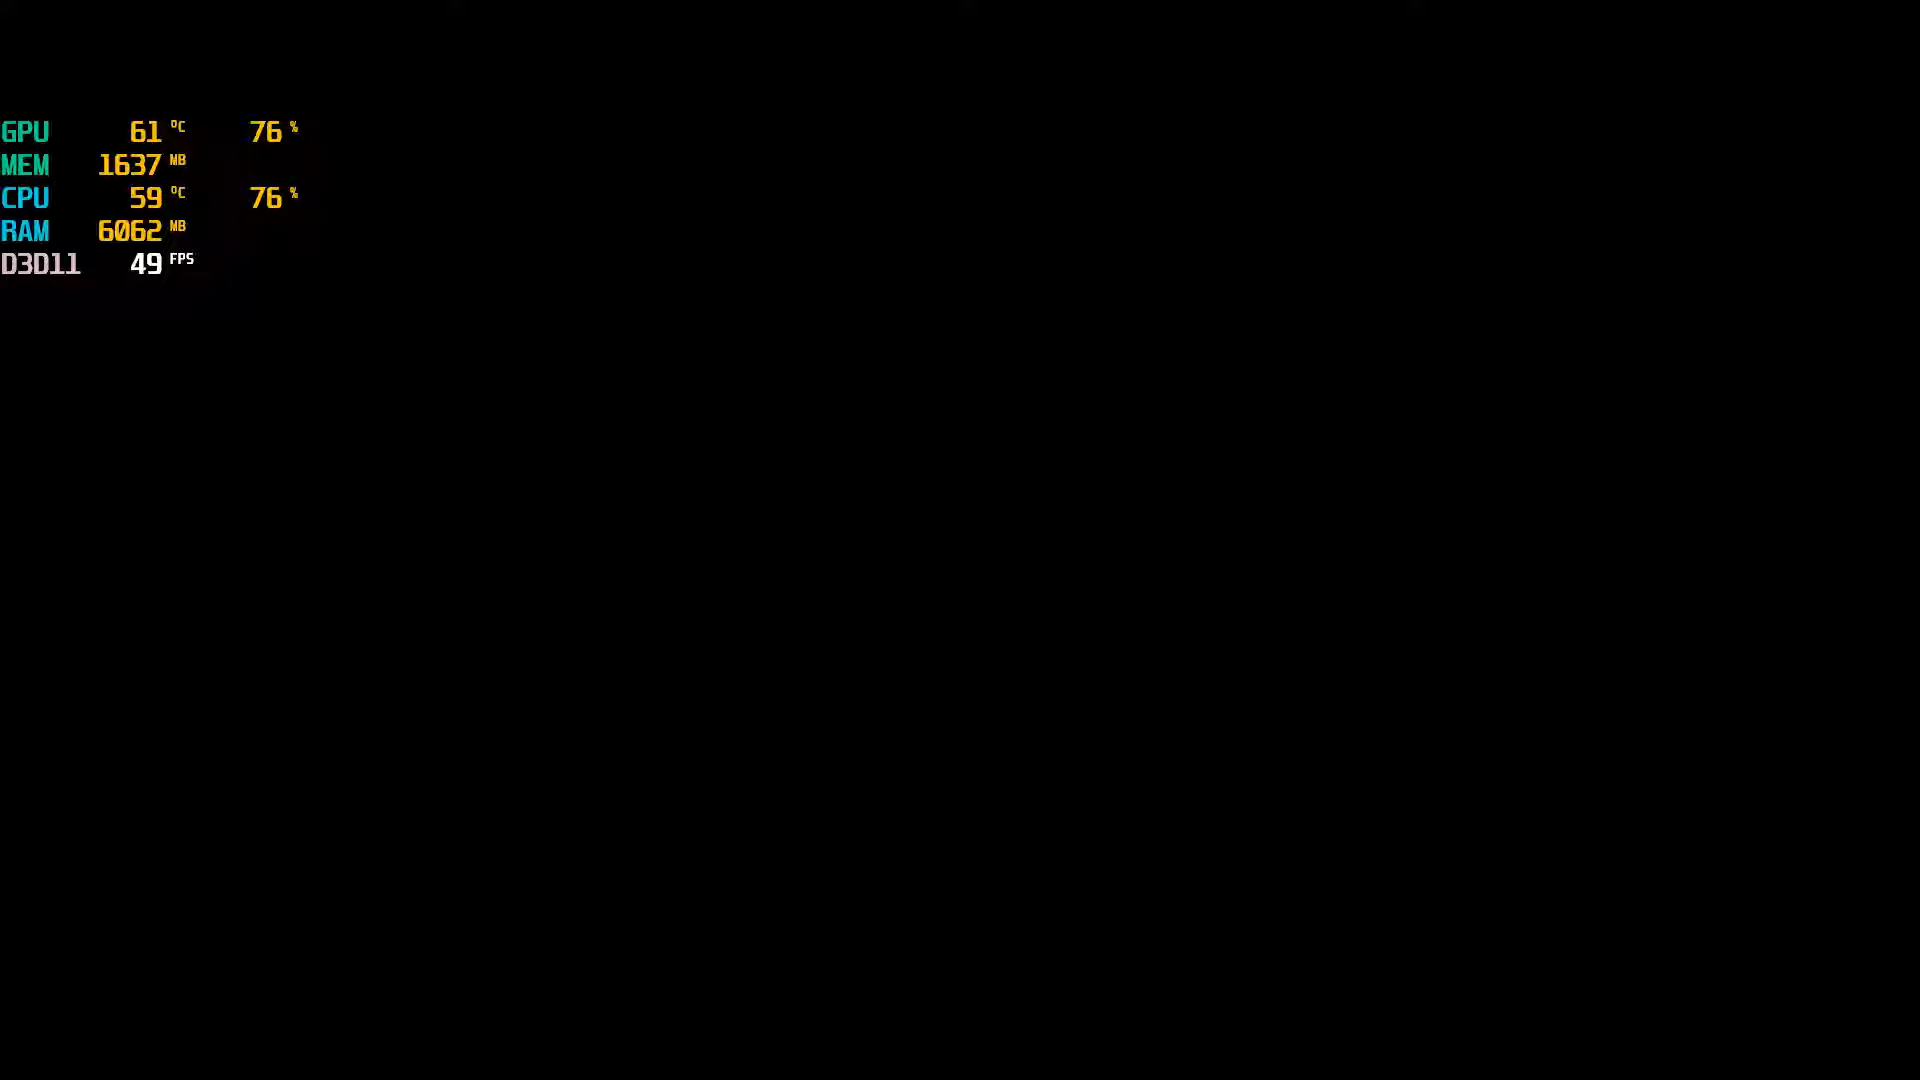 GPU 61 °C 76 %
MEM 1637 MB
CPU 59 °C 76 %
RAM 6062 MB
D3D11 49 FPS